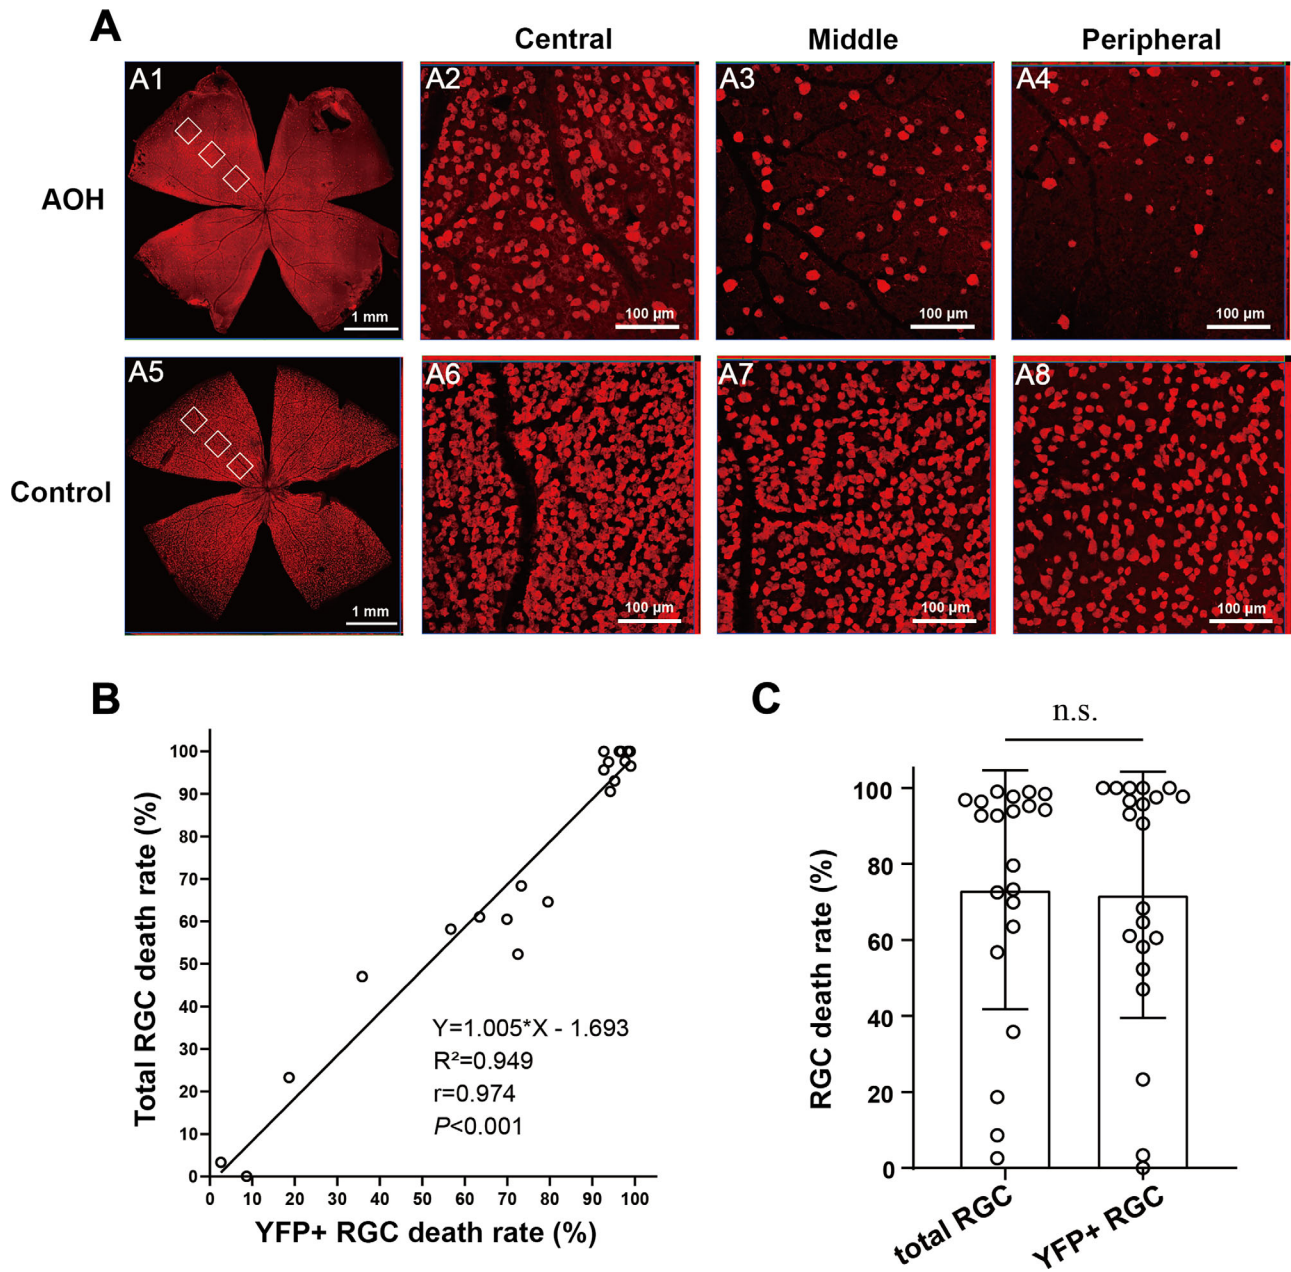 A
Central
Middle
Peripheral
AOH
A1
1 mm
A2
100 µm
A3
100 µm
A4
100 µm
Control
A5
1 mm
A6
100 µm
A7
100 µm
A8
100 µm
B
Total RGC death rate (%)
100
90
80
70
60
50
40
30
20
10
0
Y=1.005*X - 1.693
R²=0.949
r=0.974
P<0.001
0 10 20 30 40 50 60 70 80 90 100
YFP+ RGC death rate (%)
C
n.s.
RGC death rate (%)
100
80
60
40
20
0
total RGC
YFP+ RGC